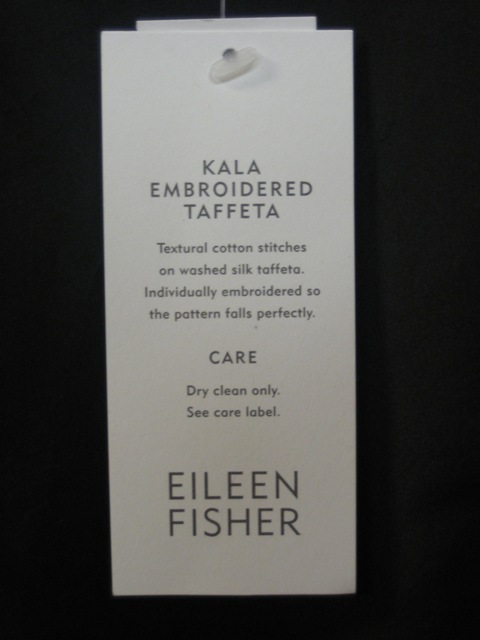 KALA
EMBROIDERED
TAFFETA
Textural cotton stitches
on washed silk taffeta.
Individually embroidered so
the pattern falls perfectly.
CARE
Dry clean only.
See care label.
EILEEN
FISHER